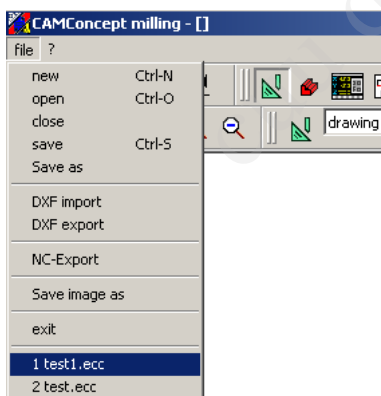 CAMConcept milling - []
file ?
new Ctrl-N
open Ctrl-O
close
save Ctrl-S
Save as
drawing
DXF import
DXF export
NC-Export
Save image as
exit
1 test1.ecc
2 test.ecc